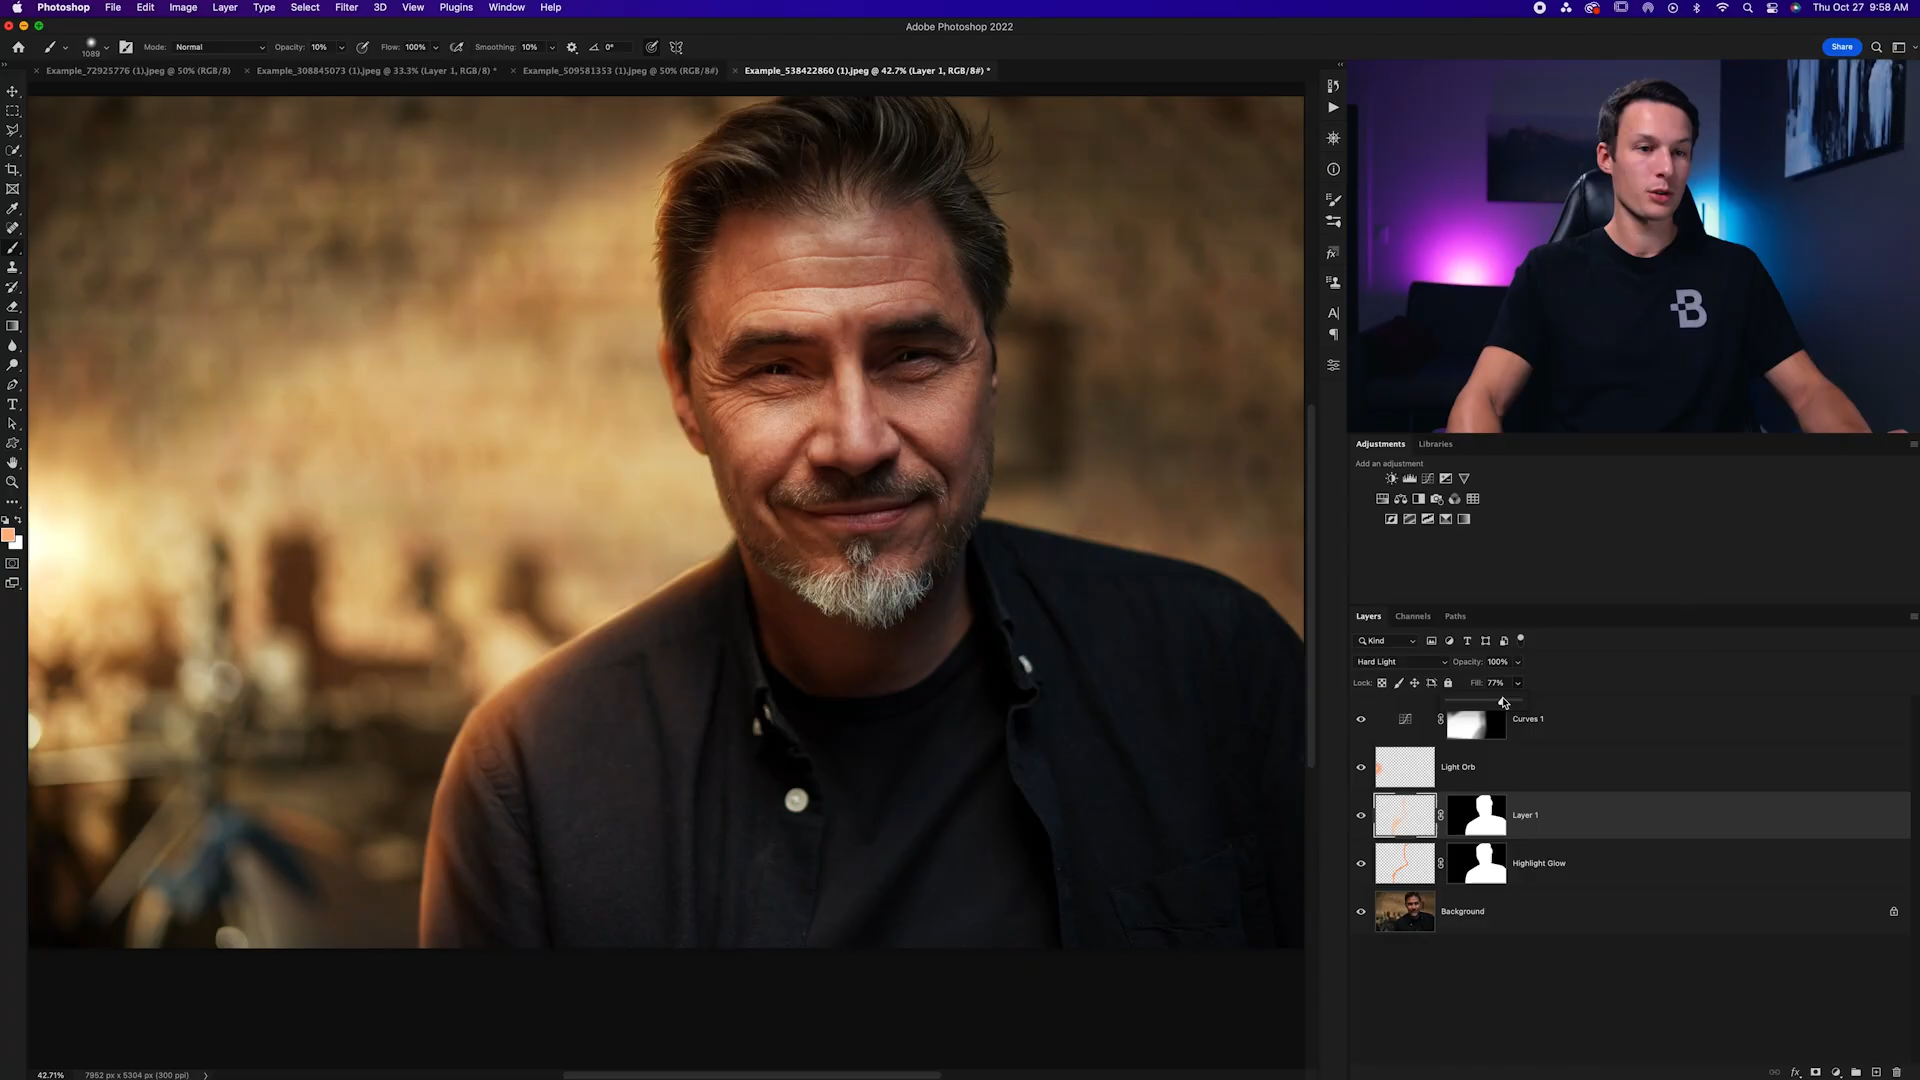 Photoshop File Edit Image Layer Type Select Filter 3D View Plugins Window Help Thu Oct 27 9:58 AM
Adobe Photoshop 2022
1089 Mode: Normal Opacity: 10% Flow: 100% Smoothing: 10% 0° Share
Example_72925776 (1).jpeg @ 50% (RGB/8) Example_308845073 (1).jpeg @ 33.3% (Layer 1, RGB/8) * Example_509581353 (1).jpeg @ 50% (RGB/8#) Example_538422860 (1).jpeg @ 42.7% (Layer 1, RGB/8#) *
B
Adjustments Libraries
Add an adjustment
Layers Channels Paths
Kind
Hard Light Opacity: 100%
Lock: Fill: 77%
Curves 1
Light Orb
Layer 1
Highlight Glow
Background
42.71% 7952 px x 5304 px (300 ppi)